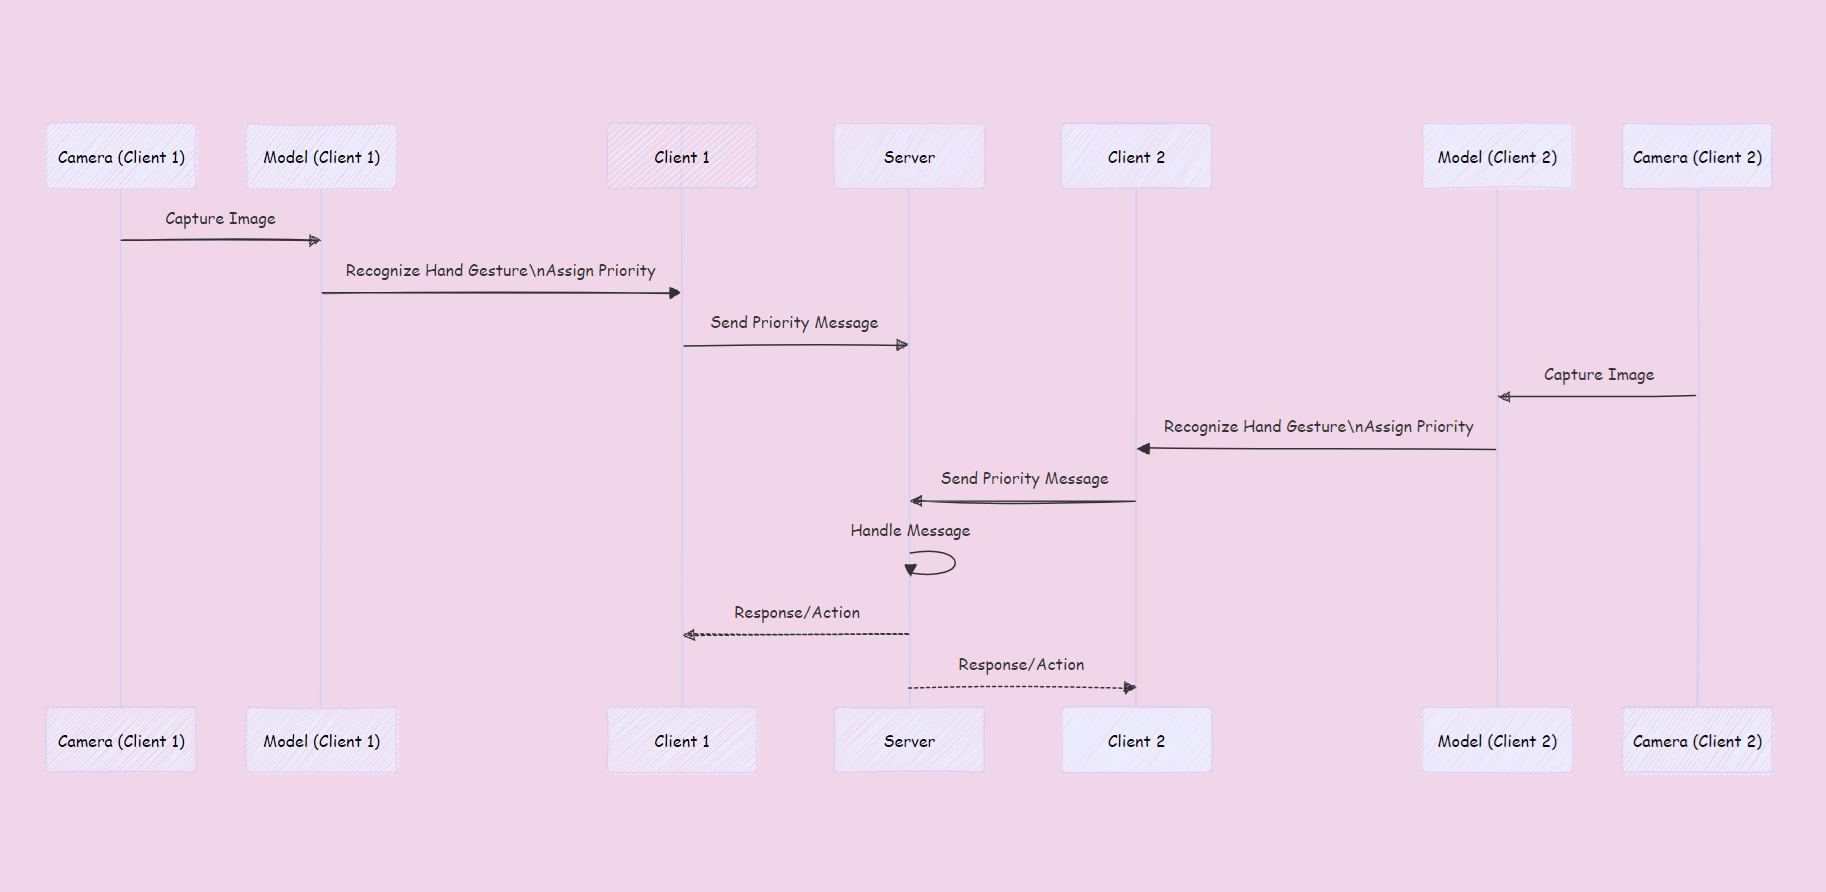 Camera (Client 1)
Model (Client 1)
Client 1
Server
Client 2
Model (Client 2)
Camera (Client 2)
Capture Image
Recognize Hand Gesture\nAssign Priority
Send Priority Message
Capture Image
Recognize Hand Gesture\nAssign Priority
Send Priority Message
Handle Message
Response/Action
Response/Action
Camera (Client 1)
Model (Client 1)
Client 1
Server
Client 2
Model (Client 2)
Camera (Client 2)